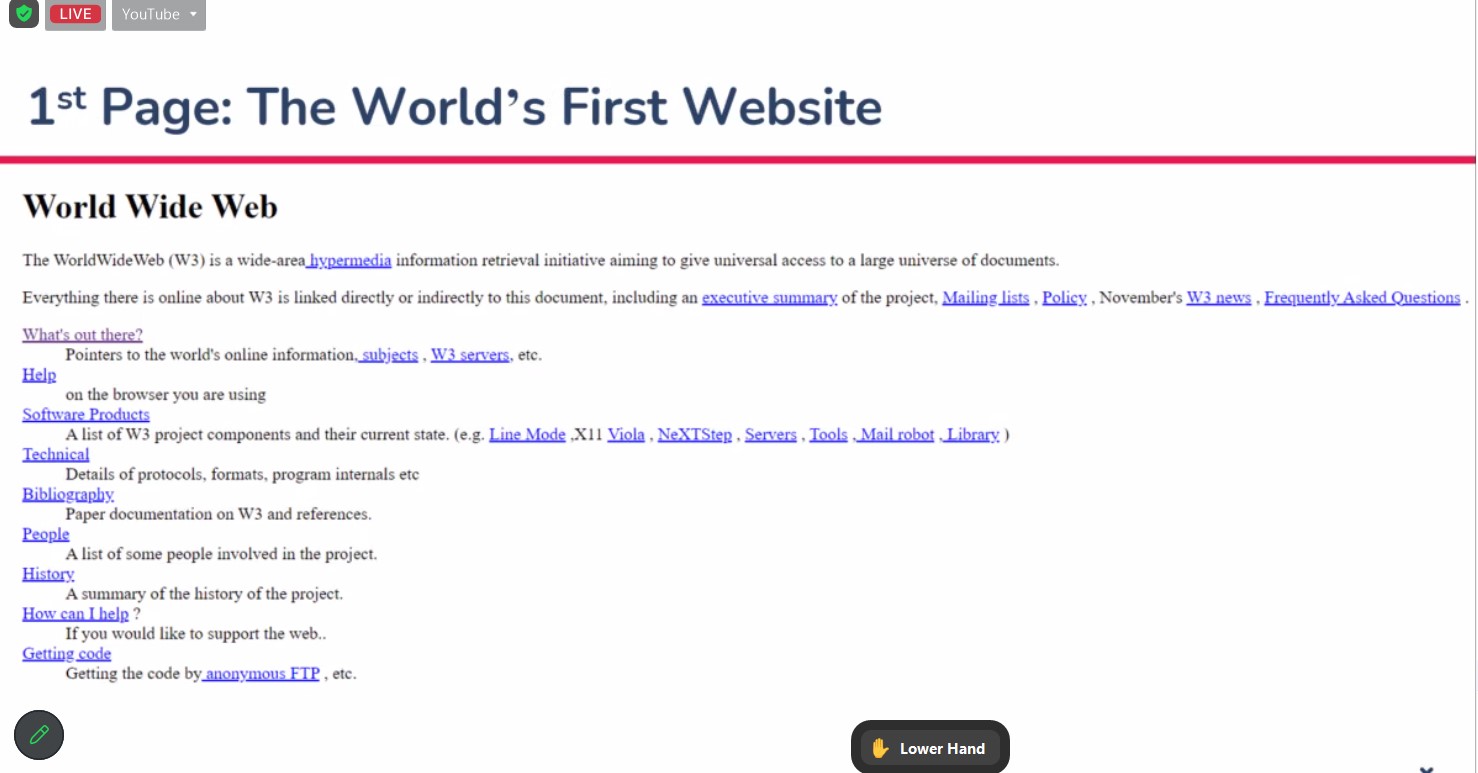 LIVE
YouTube
1st Page: The World’s First Website
World Wide Web
The WorldWideWeb (W3) is a wide-area hypermedia information retrieval initiative aiming to give universal access to a large universe of documents.
Everything there is online about W3 is linked directly or indirectly to this document, including an executive summary of the project, Mailing lists , Policy , November's W3 news , Frequently Asked Questions .
What's out there?
Pointers to the world's online information, subjects , W3 servers, etc.
Help
on the browser you are using
Software Products
A list of W3 project components and their current state. (e.g. Line Mode ,X11 Viola , NeXTStep , Servers , Tools , Mail robot , Library )
Technical
Details of protocols, formats, program internals etc
Bibliography
Paper documentation on W3 and references.
People
A list of some people involved in the project.
History
A summary of the history of the project.
How can I help ?
If you would like to support the web..
Getting code
Getting the code by anonymous FTP , etc.
Lower Hand